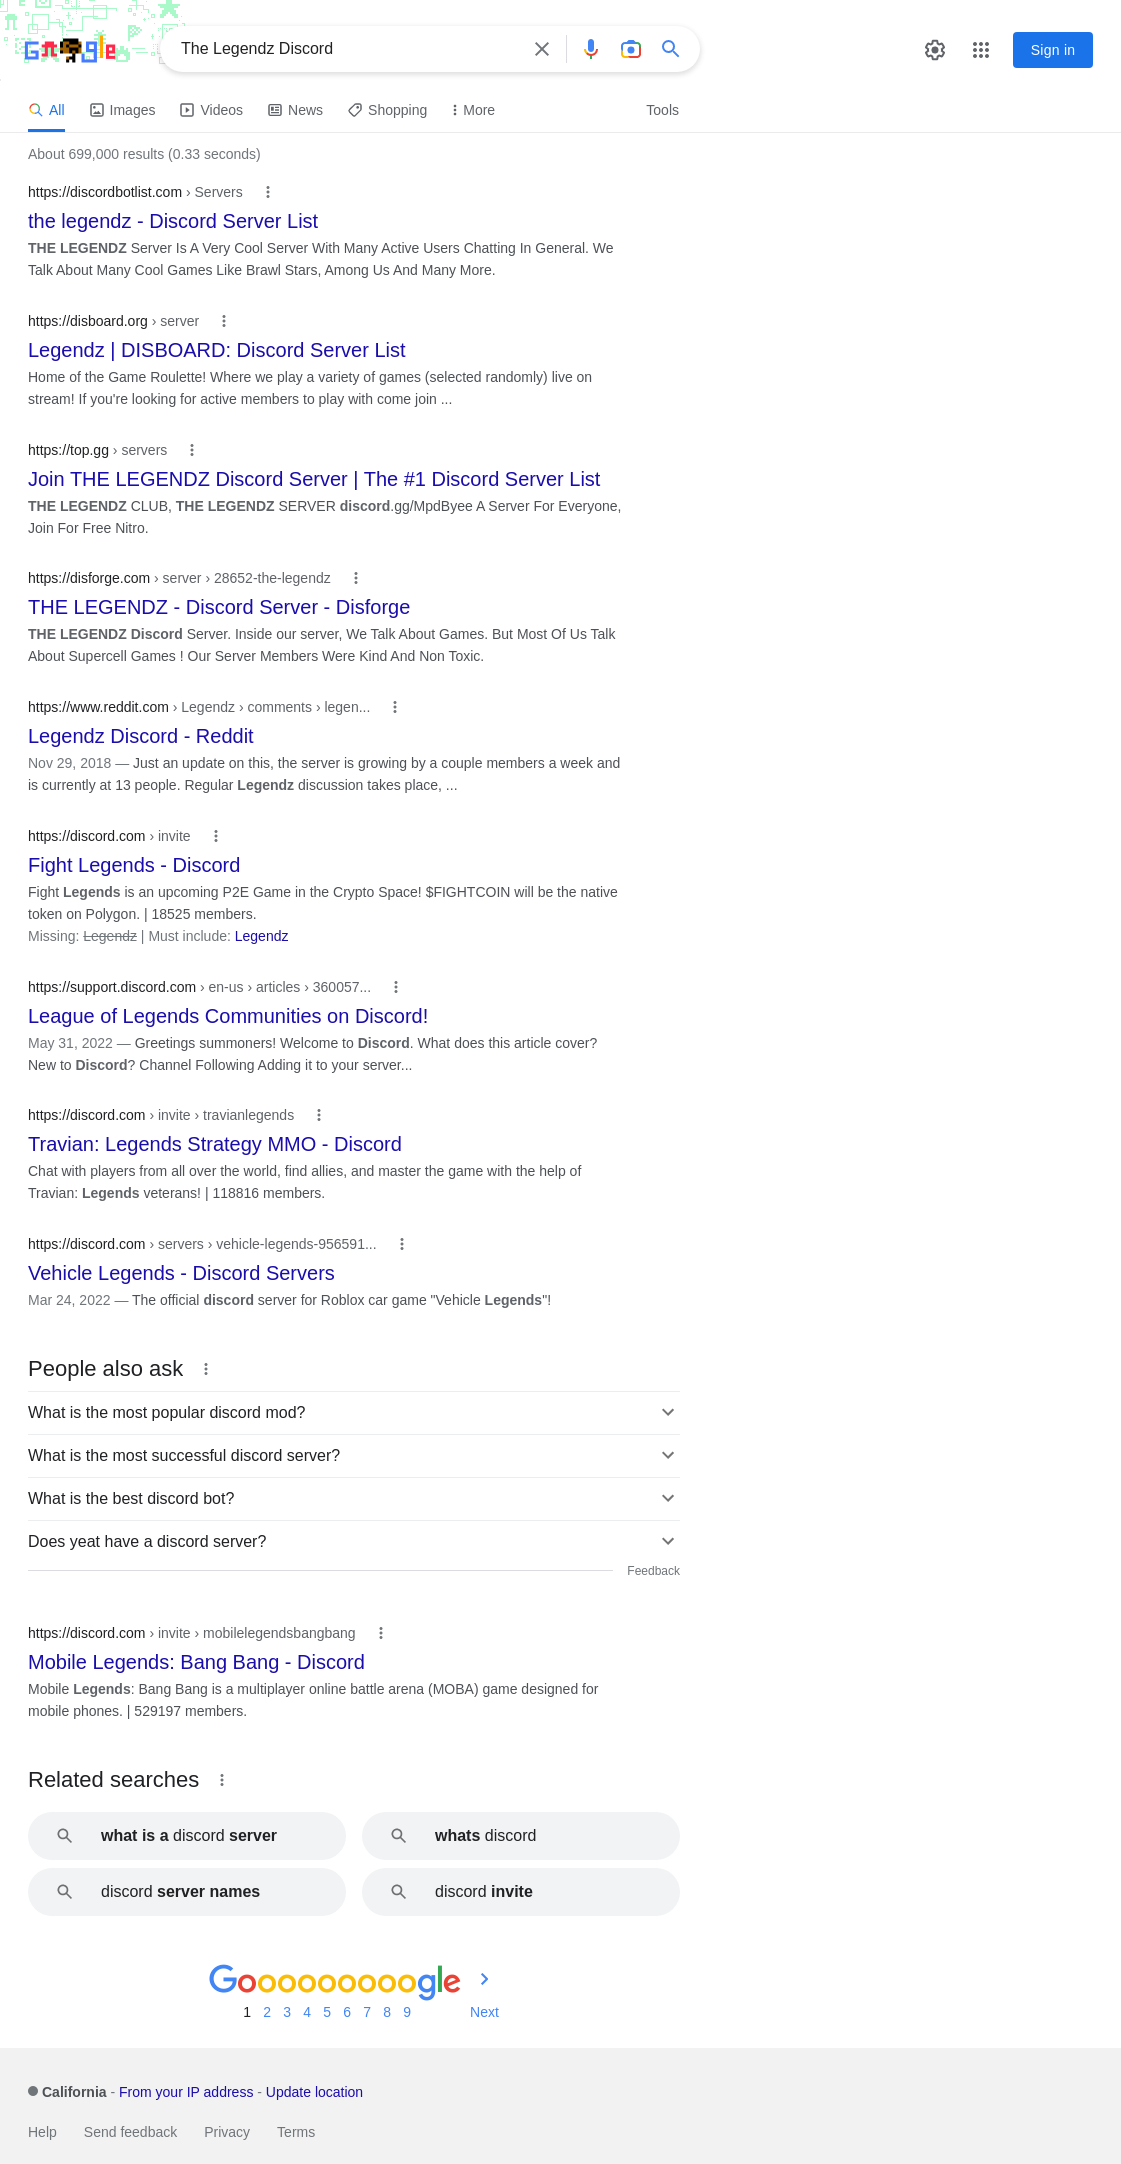 The Legendz Discord
Sign in
All Images Videos News Shopping More Tools
About 699,000 results (0.33 seconds)
https://discordbotlist.com › Servers
the legendz - Discord Server List
THE LEGENDZ Server Is A Very Cool Server With Many Active Users Chatting In General. We
Talk About Many Cool Games Like Brawl Stars, Among Us And Many More.
https://disboard.org › server
Legendz | DISBOARD: Discord Server List
Home of the Game Roulette! Where we play a variety of games (selected randomly) live on
stream! If you're looking for active members to play with come join ...
https://top.gg › servers
Join THE LEGENDZ Discord Server | The #1 Discord Server List
THE LEGENDZ CLUB, THE LEGENDZ SERVER discord.gg/MpdByee A Server For Everyone,
Join For Free Nitro.
https://disforge.com › server › 28652-the-legendz
THE LEGENDZ - Discord Server - Disforge
THE LEGENDZ Discord Server. Inside our server, We Talk About Games. But Most Of Us Talk
About Supercell Games ! Our Server Members Were Kind And Non Toxic.
https://www.reddit.com › Legendz › comments › legen...
Legendz Discord - Reddit
Nov 29, 2018 — Just an update on this, the server is growing by a couple members a week and
is currently at 13 people. Regular Legendz discussion takes place, ...
https://discord.com › invite
Fight Legends - Discord
Fight Legends is an upcoming P2E Game in the Crypto Space! $FIGHTCOIN will be the native
token on Polygon. | 18525 members.
Missing: Legendz | Must include: Legendz
https://support.discord.com › en-us › articles › 360057...
League of Legends Communities on Discord!
May 31, 2022 — Greetings summoners! Welcome to Discord. What does this article cover?
New to Discord? Channel Following Adding it to your server...
https://discord.com › invite › travianlegends
Travian: Legends Strategy MMO - Discord
Chat with players from all over the world, find allies, and master the game with the help of
Travian: Legends veterans! | 118816 members.
https://discord.com › servers › vehicle-legends-956591...
Vehicle Legends - Discord Servers
Mar 24, 2022 — The official discord server for Roblox car game "Vehicle Legends"!
People also ask
What is the most popular discord mod?
What is the most successful discord server?
What is the best discord bot?
Does yeat have a discord server?
Feedback
https://discord.com › invite › mobilelegendsbangbang
Mobile Legends: Bang Bang - Discord
Mobile Legends: Bang Bang is a multiplayer online battle arena (MOBA) game designed for
mobile phones. | 529197 members.
Related searches
what is a discord server
whats discord
discord server names
discord invite
Gooooooooogle
1 2 3 4 5 6 7 8 9 Next
California - From your IP address - Update location
Help Send feedback Privacy Terms